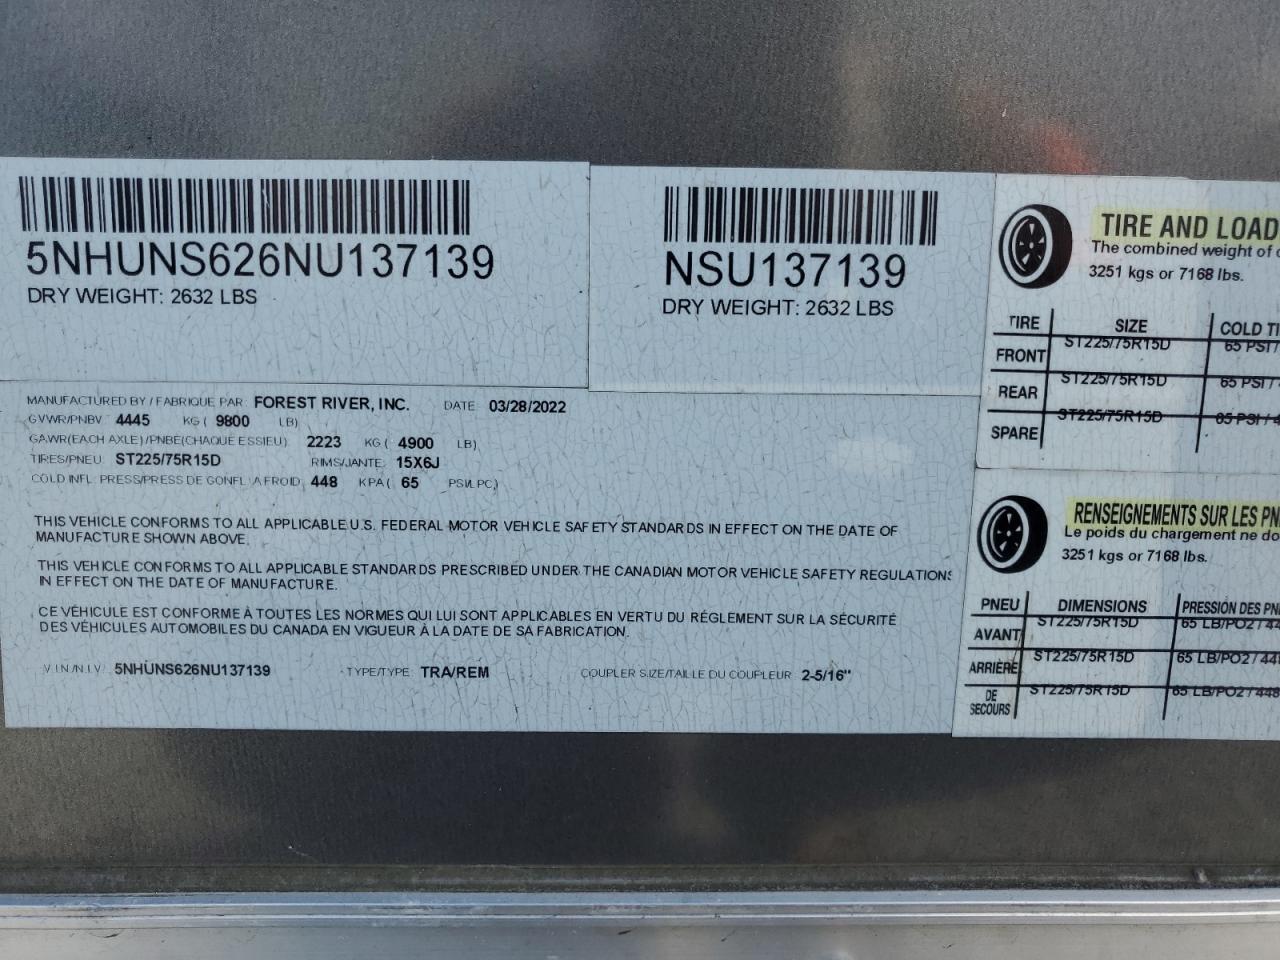 5NHUNS626NU137139
DRY WEIGHT: 2632 LBS
NSU137139
DRY WEIGHT: 2632 LBS
MANUFACTURED BY / FABRIQUE PAR FOREST RIVER, INC. DATE 03/28/2022
GVWR/PNBV 4445 KG ( 9800 LB)
GAWR(EACH AXLE)/PNBE(CHAQUE ESSIEU) 2223 KG ( 4900 LB)
TIRES/PNEU ST225/75R15D RIMS/JANTE 15X6J
COLD INFL. PRESS/PRESS DE GONFL. A FROID 448 KPA ( 65 PSI/LPC)
THIS VEHICLE CONFORMS TO ALL APPLICABLE U.S. FEDERAL MOTOR VEHICLE SAFETY STANDARDS IN EFFECT ON THE DATE OF
MANUFACTURE SHOWN ABOVE.
THIS VEHICLE CONFORMS TO ALL APPLICABLE STANDARDS PRESCRIBED UNDER THE CANADIAN MOTOR VEHICLE SAFETY REGULATIONS
IN EFFECT ON THE DATE OF MANUFACTURE.
CE VÉHICULE EST CONFORME À TOUTES LES NORMES QUI LUI SONT APPLICABLES EN VERTU DU RÉGLEMENT SUR LA SÉCURITÉ
DES VÉHICULES AUTOMOBILES DU CANADA EN VIGUEUR À LA DATE DE SA FABRICATION.
V.I.N./N.I.V. 5NHUNS626NU137139 TYPE/TYPE TRA/REM COUPLER SIZE/TAILLE DU COUPLEUR 2-5/16"
TIRE AND LOAD
The combined weight of
3251 kgs or 7168 lbs.
TIRE SIZE COLD TI
FRONT ST225/75R15D 65 PSI /
REAR ST225/75R15D 65 PSI /
SPARE ST225/75R15D 65 PSI / 4
RENSEIGNEMENTS SUR LES PN
Le poids du chargement ne do
3251 kgs or 7168 lbs.
PNEU DIMENSIONS PRESSION DES PN
AVANT ST225/75R15D 65 LB/PO2 / 44
ARRIÈRE ST225/75R15D 65 LB/PO2 / 44
DE SECOURS ST225/75R15D 65 LB/PO2 / 448